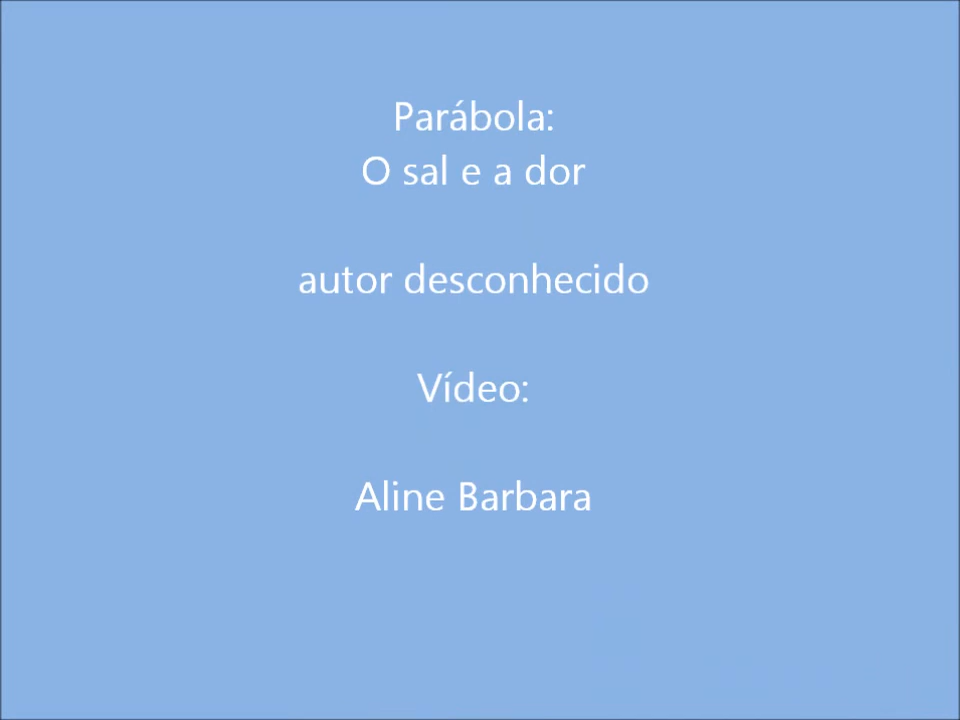 Parábola:
O sal e a dor
autor desconhecido
Vídeo:
Aline Barbara